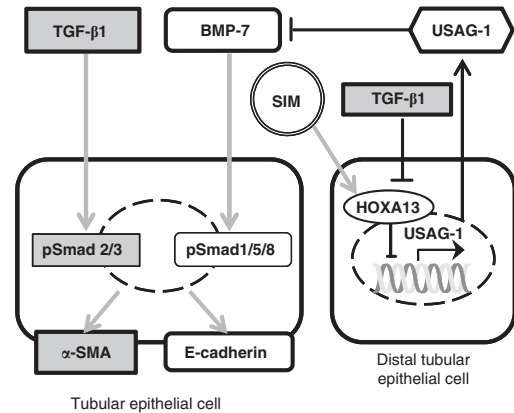 TGF-β1
BMP-7
USAG-1
SIM
TGF-β1
HOXA13
USAG-1
pSmad 2/3
pSmad1/5/8
α-SMA
E-cadherin
Distal tubular
epithelial cell
Tubular epithelial cell